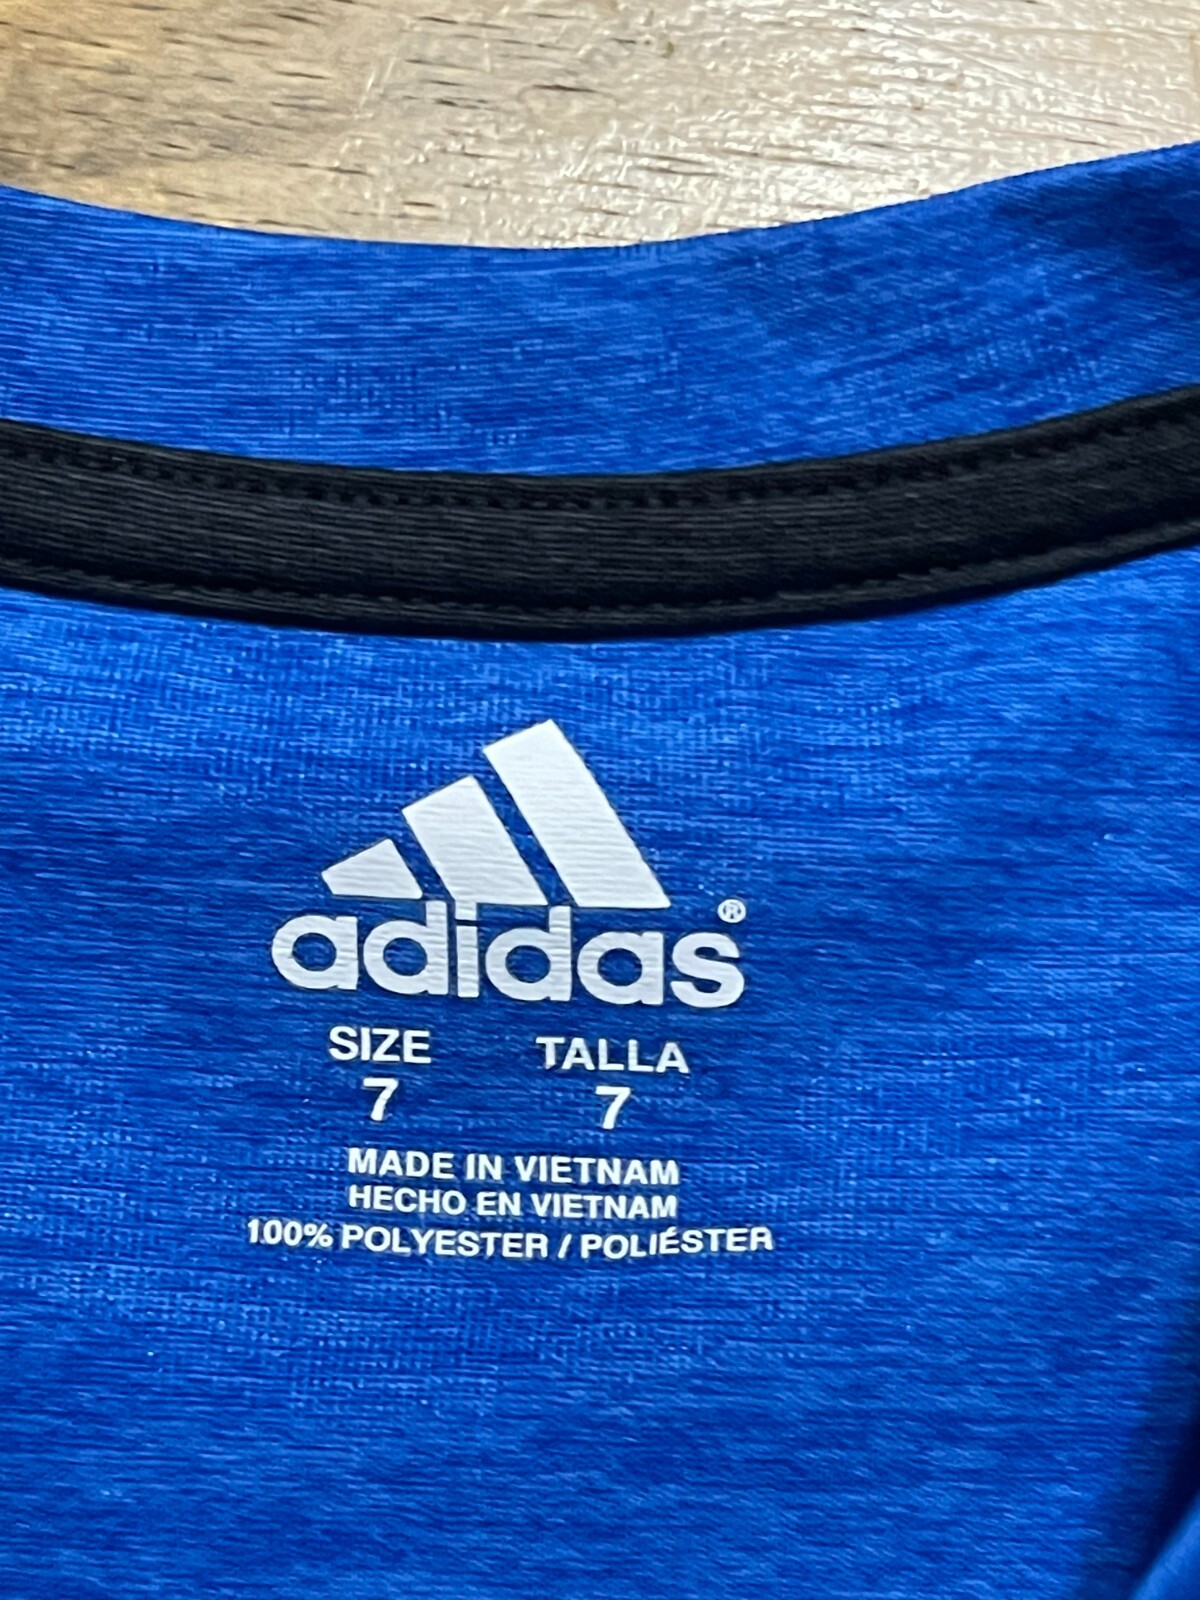 adidas®
SIZE TALLA
7 7
MADE IN VIETNAM
HECHO EN VIETNAM
100% POLYESTER / POLIÉSTER